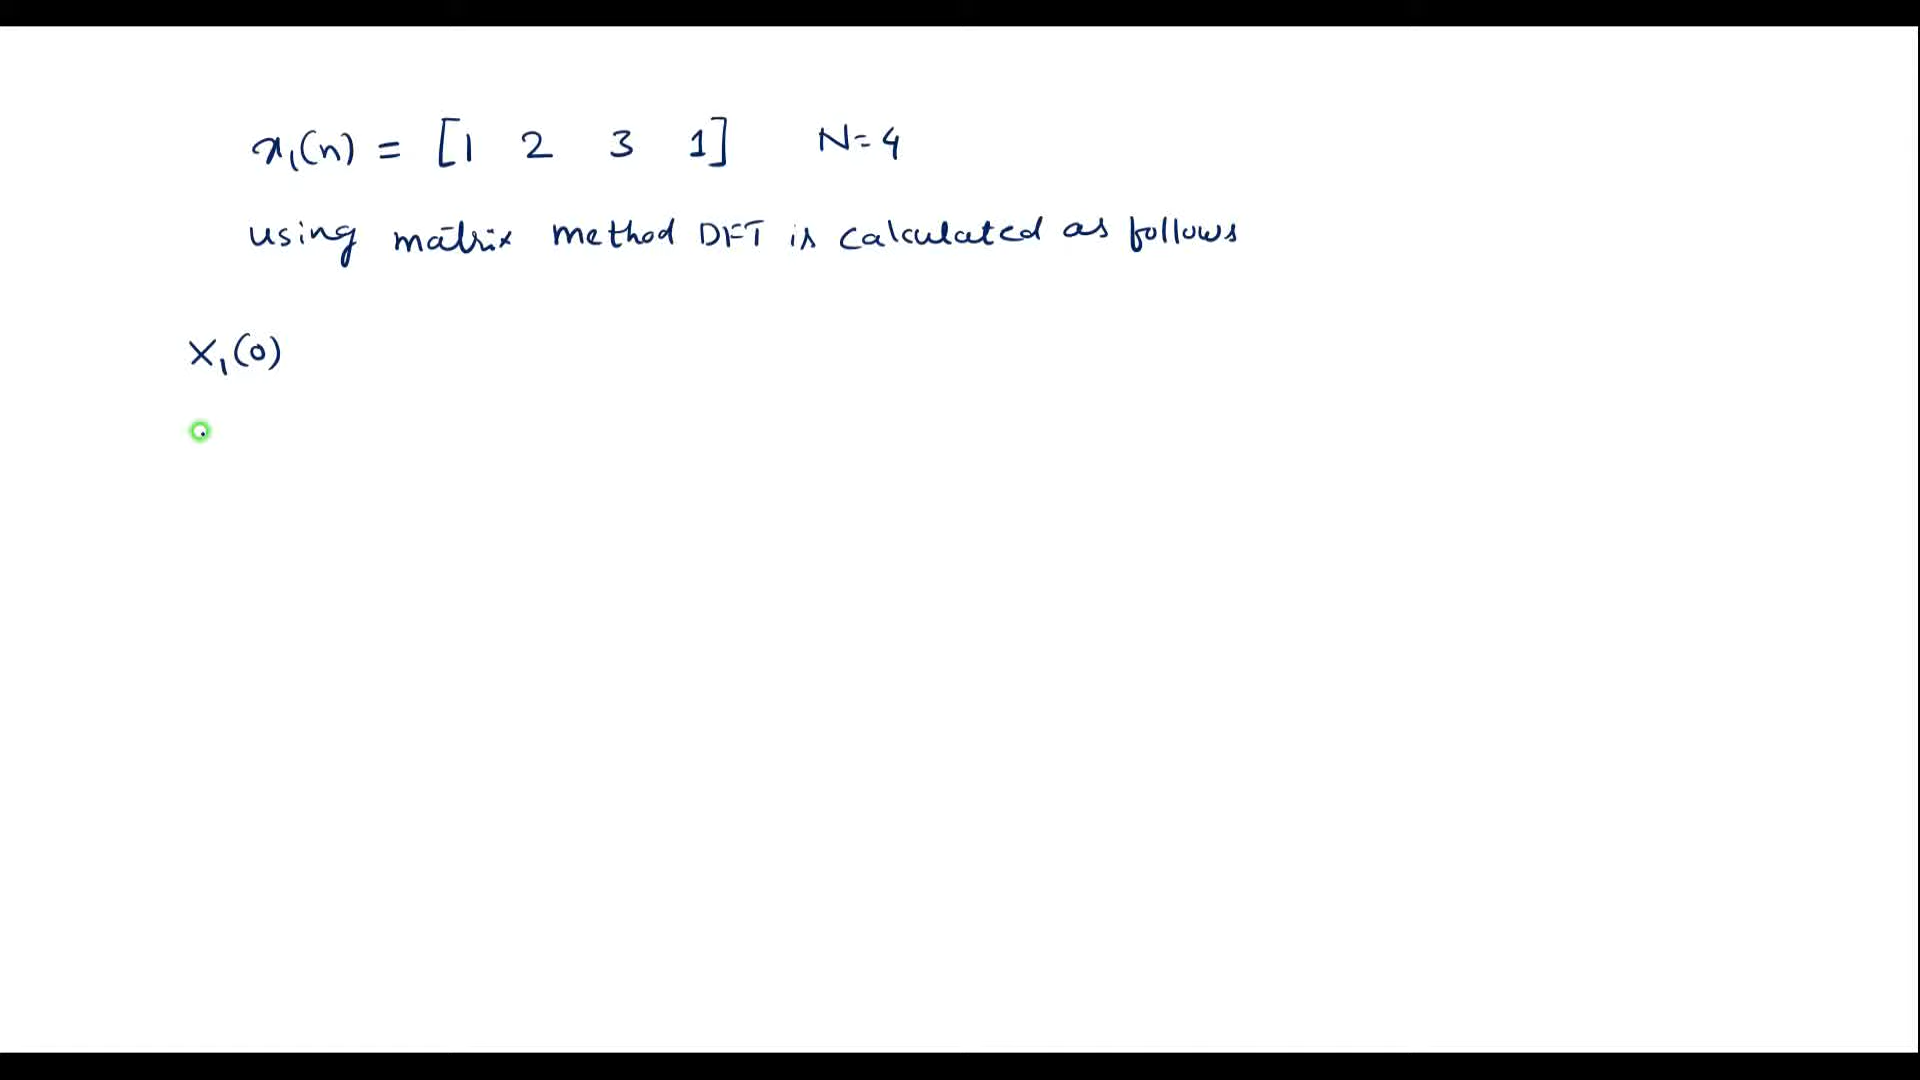 x₁(n) = [1 2 3 1] N=4
using matrix method DFT is calculated as follows
X₁(0)